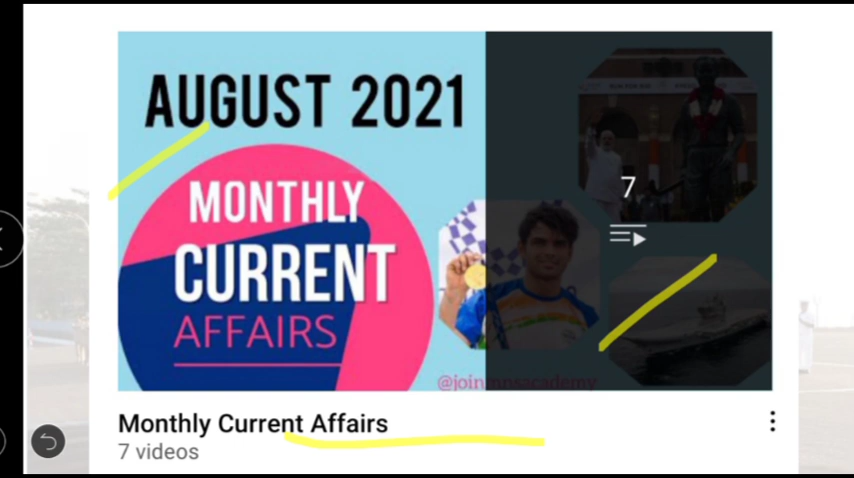 AUGUST 2021
MONTHLY
CURRENT
AFFAIRS
7
Monthly Current Affairs
7 videos